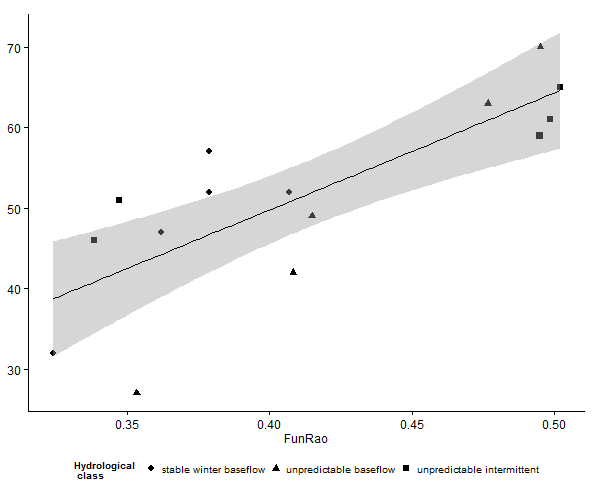 70
60
50
40
30
0.35 0.40 0.45 0.50
FunRao
Hydrological
class
stable winter baseflow unpredictable baseflow unpredictable intermittent